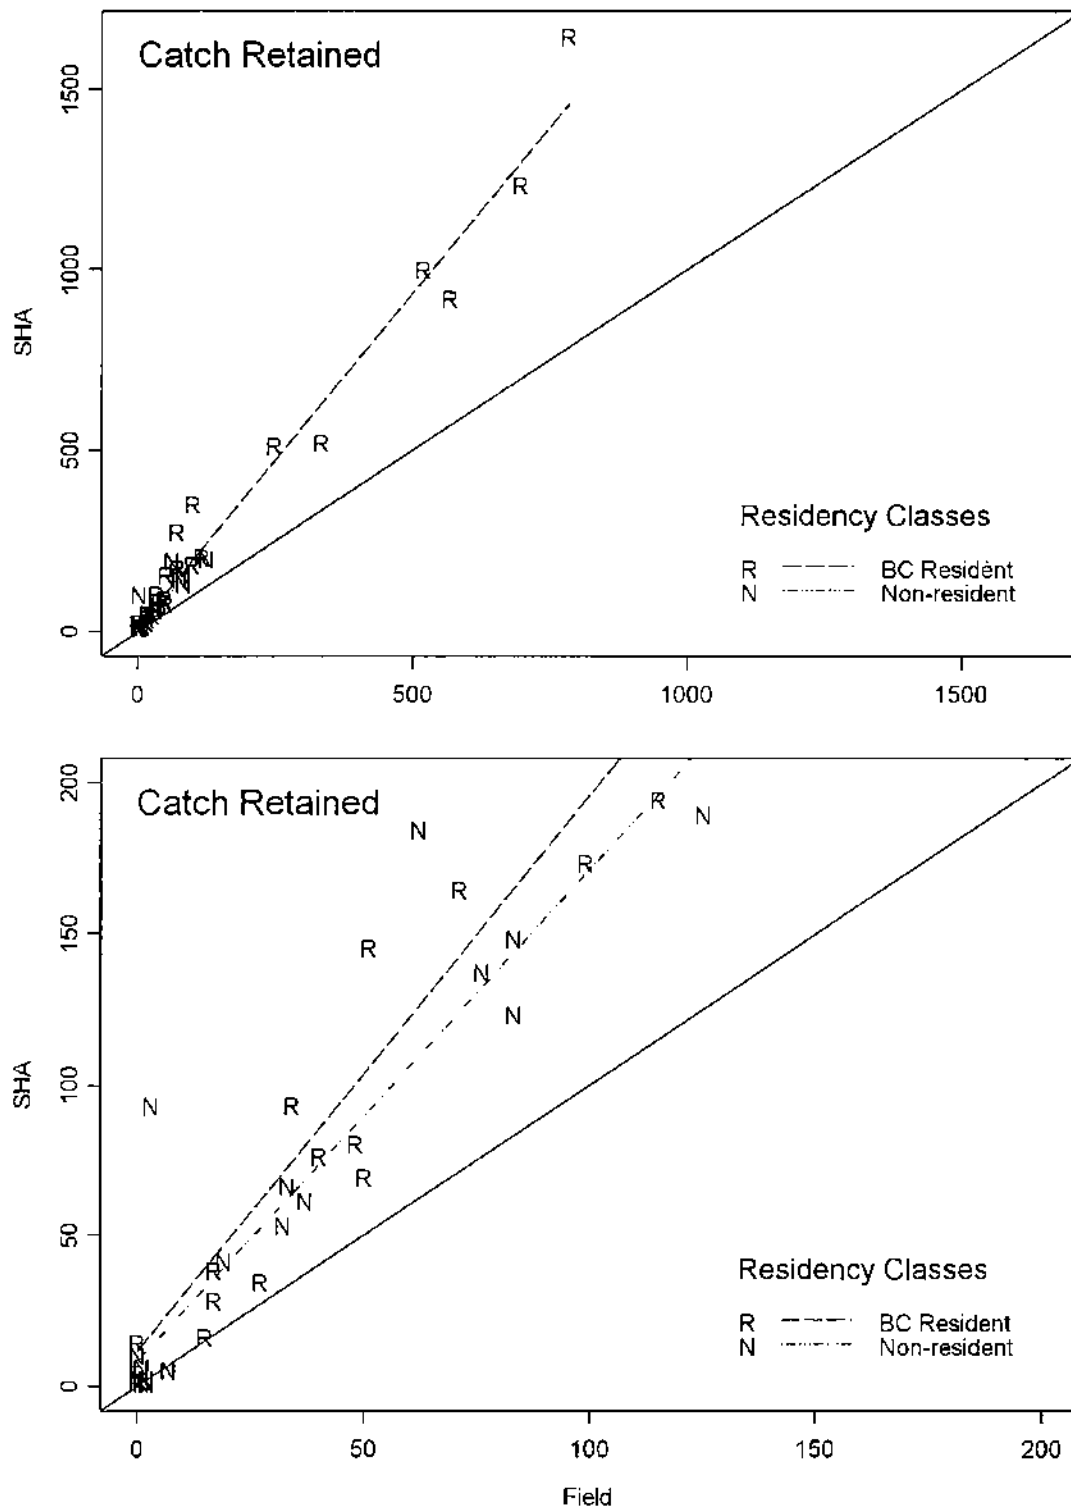 Catch Retained
1500
1000
500
0
SHA
R
R
R
R
R
R
R
R
N
Residency Classes
R BC Resident
N Non-resident
0 500 1000 1500
Catch Retained
200
150
100
50
0
SHA
N
R
N
R
R
R
N
N
N
N
R
R
R
R
N
N
N
N
R
R
R
R
N
Residency Classes
R BC Resident
N Non-resident
0 50 100 150 200
Field